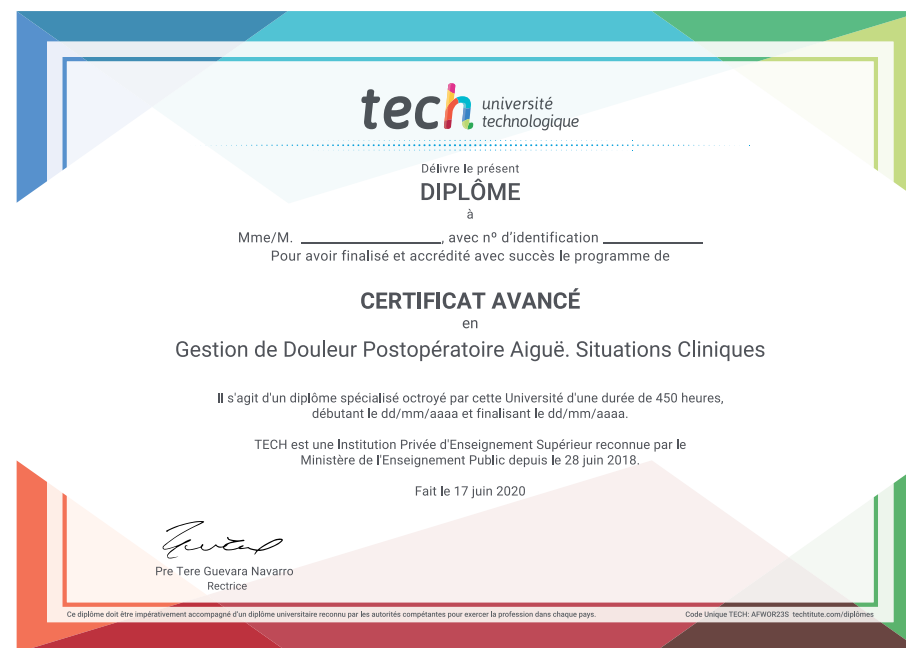 tech université
technologique
Délivre le présent
DIPLÔME
à
Mme/M. ____________________, avec nº d'identification ______________
Pour avoir finalisé et accrédité avec succès le programme de
CERTIFICAT AVANCÉ
en
Gestion de Douleur Postopératoire Aiguë. Situations Cliniques
Il s'agit d'un diplôme spécialisé octroyé par cette Université d'une durée de 450 heures,
débutant le dd/mm/aaaa et finalisant le dd/mm/aaaa.
TECH est une Institution Privée d'Enseignement Supérieur reconnue par le
Ministère de l'Enseignement Public depuis le 28 juin 2018.
Fait le 17 juin 2020
Pre Tere Guevara Navarro
Rectrice
Ce diplôme doit être impérativement accompagné d'un diplôme universitaire reconnu par les autorités compétantes pour exercer la profession dans chaque pays. Code Unique TECH: AFWOR23S techtitute.com/diplômes